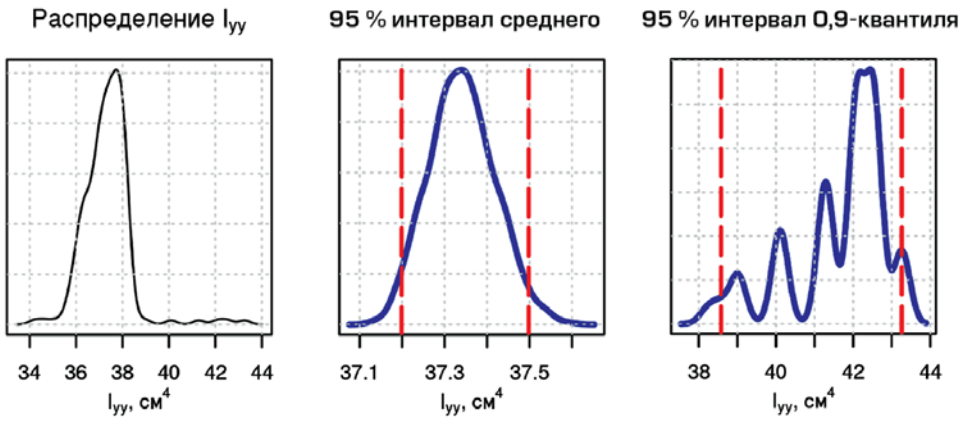 Распределение Iyy
95 % интервал среднего
95 % интервал 0,9-квантиля
34 36 38 40 42 44
37.1 37.3 37.5
38 40 42 44
Iyy, см⁴
Iyy, см⁴
Iyy, см⁴